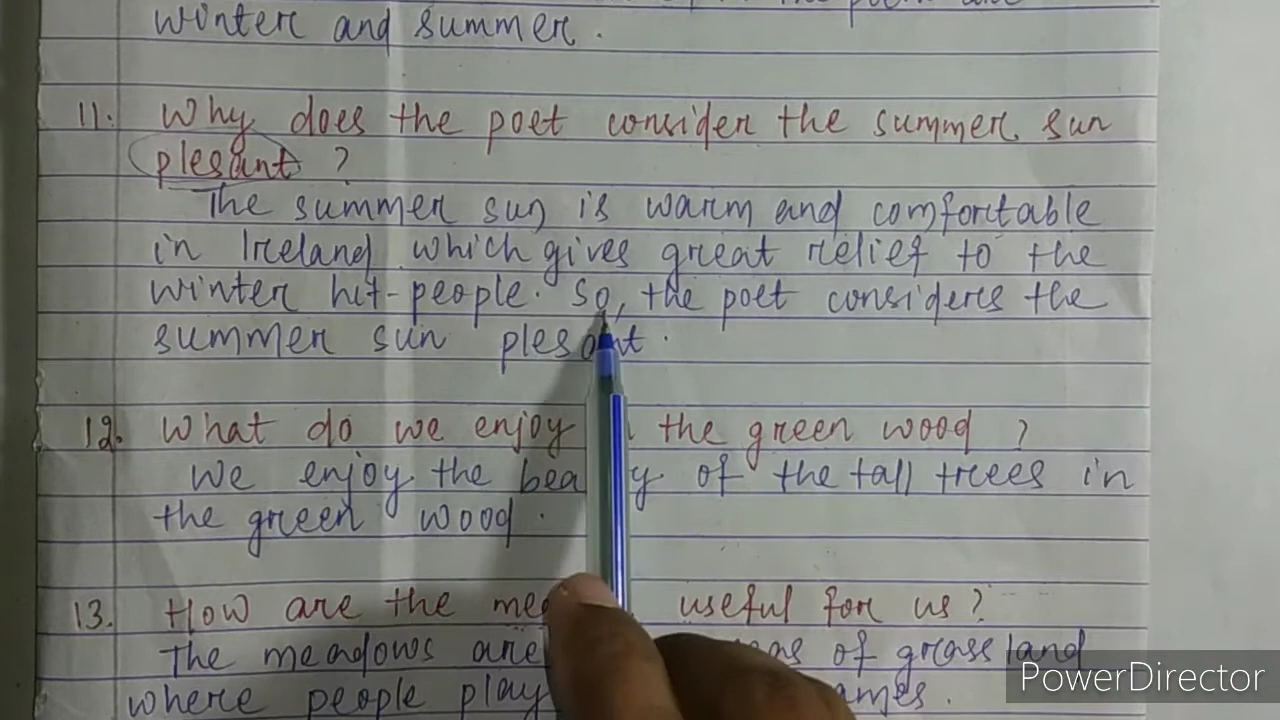 winter and summer.
11. Why does the poet consider the summer sun
plesant ?
The summer sun is warm and comfortable
in Ireland which gives great relief to the
winter hit-people. So, the poet considers the
summer sun plesant.
12. What do we enjoy the green wood ?
We enjoy the of the tall trees in
the green wood.
13. How are the useful for us ?
The meadows are of grassland
where people play
PowerDirector